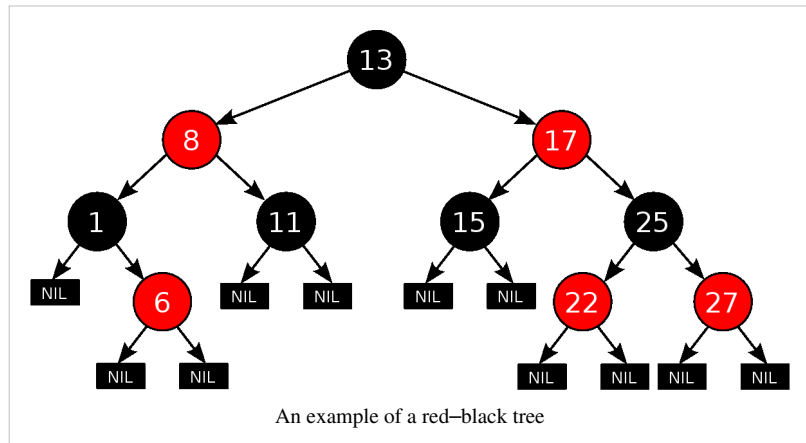 13
8 17
1 11 15 25
NIL 6 NIL NIL NIL NIL 22 27
NIL NIL NIL NIL NIL NIL
An example of a red–black tree